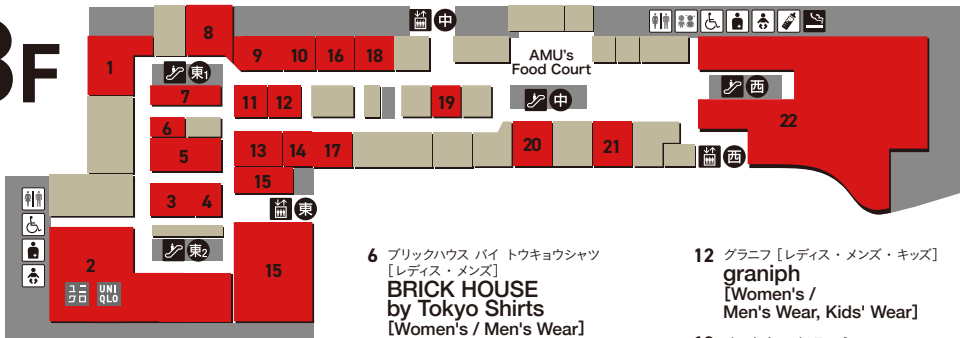 3F
8
中
1
9
10
16
18
AMU's
Food Court
東1
7
11
12
19
中
西
22
6
5
13
14
17
20
21
西
15
3
4
東
東2
2
15
ユニ
クロ
UNI
QLO
6 ブリックハウス バイ トウキョウシャツ
[レディス・メンズ]
BRICK HOUSE
by Tokyo Shirts
[Women's / Men's Wear]
12 グラニフ [レディス・メンズ・キッズ]
graniph
[Women's /
Men's Wear, Kids' Wear]